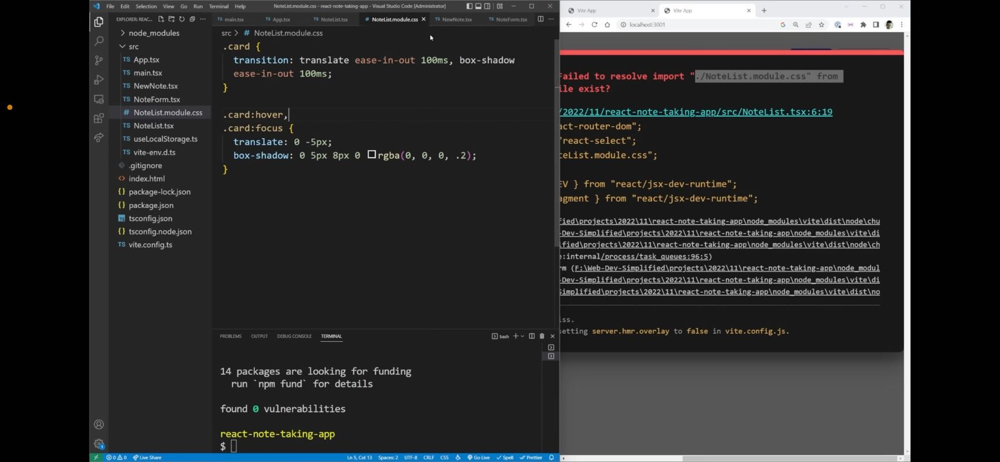 File Edit Selection View Go Run Terminal Help
NoteList.module.css - react-note-taking-app - Visual Studio Code [Administrator]
EXPLORER: REAC...
node_modules
src
App.tsx
main.tsx
NewNote.tsx
NoteForm.tsx
NoteList.module.css
NoteList.tsx
useLocalStorage.ts
vite-env.d.ts
.gitignore
index.html
package-lock.json
package.json
tsconfig.json
tsconfig.node.json
vite.config.ts
main.tsx App.tsx NoteList.tsx NoteList.module.css NewNote.tsx NoteForm.tsx
src > # NoteList.module.css
.card {
transition: translate ease-in-out 100ms, box-shadow
ease-in-out 100ms;
}
.card:hover,
.card:focus {
translate: 0 -5px;
box-shadow: 0 5px 8px 0 rgba(0, 0, 0, .2);
}
PROBLEMS OUTPUT DEBUG CONSOLE TERMINAL
bash
14 packages are looking for funding
run `npm fund` for details
found 0 vulnerabilities
react-note-taking-app
$
0 0 Live Share
Ln 5, Col 13 Spaces: 2 UTF-8 CRLF CSS Go Live Spell Prettier
Vite App Vite App
localhost:3001
Failed to resolve import "./NoteList.module.css" from
ile exist?
/2022/11/react-note-taking-app/src/NoteList.tsx:6:19
act-router-dom";
"react-select";
teList.module.css";
EV } from "react/jsx-dev-runtime";
agment } from "react/jsx-dev-runtime";
fied\projects\2022\11\react-note-taking-app\node_modules\vite\dist\node\chu
-Dev-Simplified\projects\2022\11\react-note-taking-app\node_modules\vite\di
ified\projects\2022\11\react-note-taking-app\node_modules\vite\dist\node\ch
e:internal/process/task_queues:96:5)
rm (F:\Web-Dev-Simplified\projects\2022\11\react-note-taking-app\node_modul
-Dev-Simplified\projects\2022\11\react-note-taking-app\node_modules\vite\di
Simplified\projects\2022\11\react-note-taking-app\node_modules\vite\dist\no
iss.
setting server.hmr.overlay to false in vite.config.js.